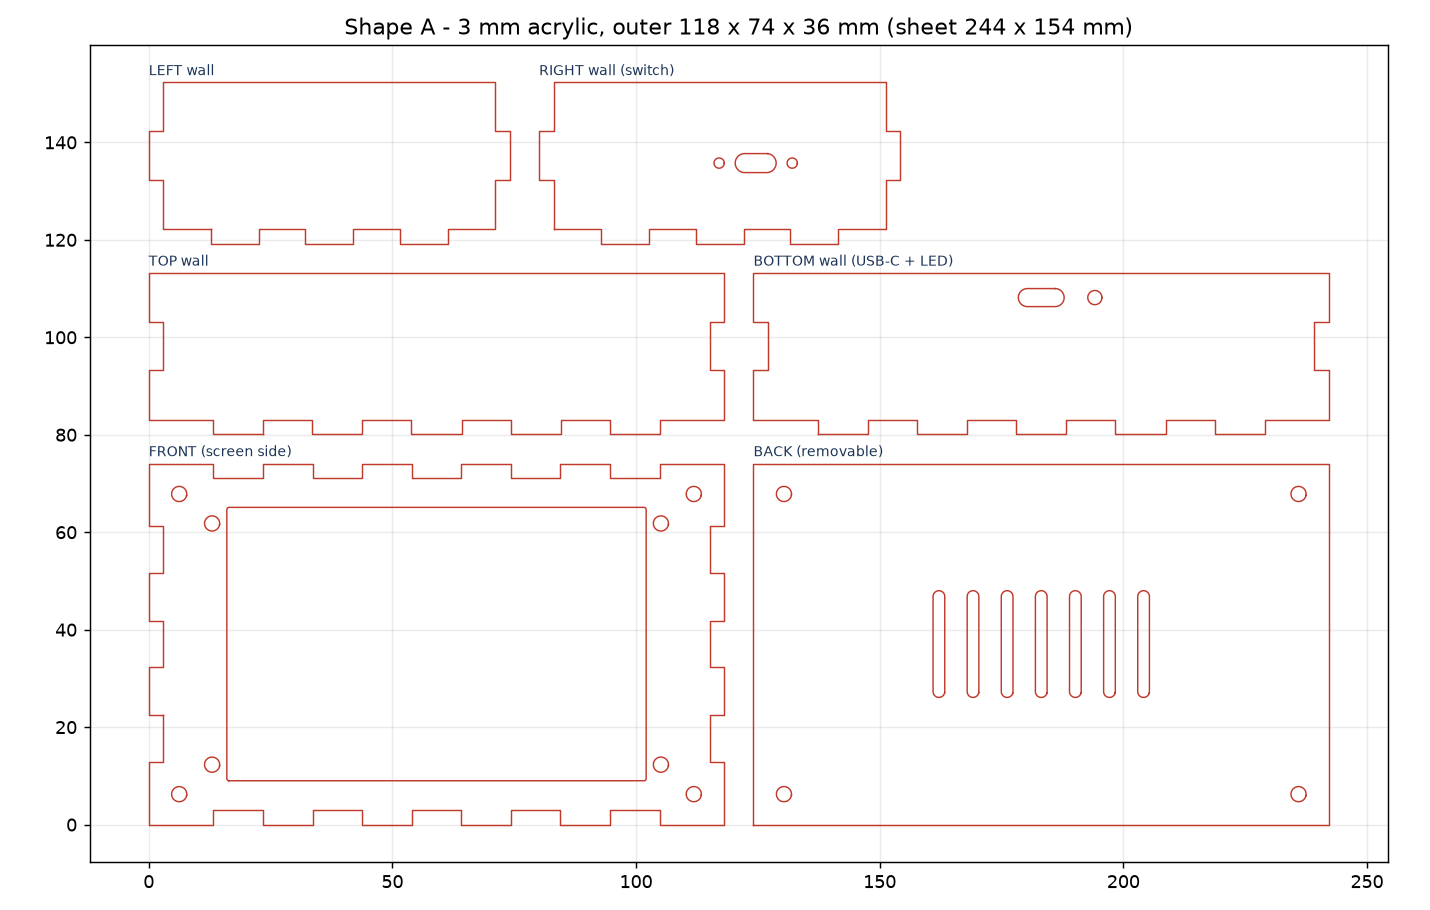 Shape A - 3 mm acrylic, outer 118 x 74 x 36 mm (sheet 244 x 154 mm)
LEFT wall
RIGHT wall (switch)
140
120
TOP wall
BOTTOM wall (USB-C + LED)
100
80
FRONT (screen side)
BACK (removable)
60
40
20
0
0 50 100 150 200 250